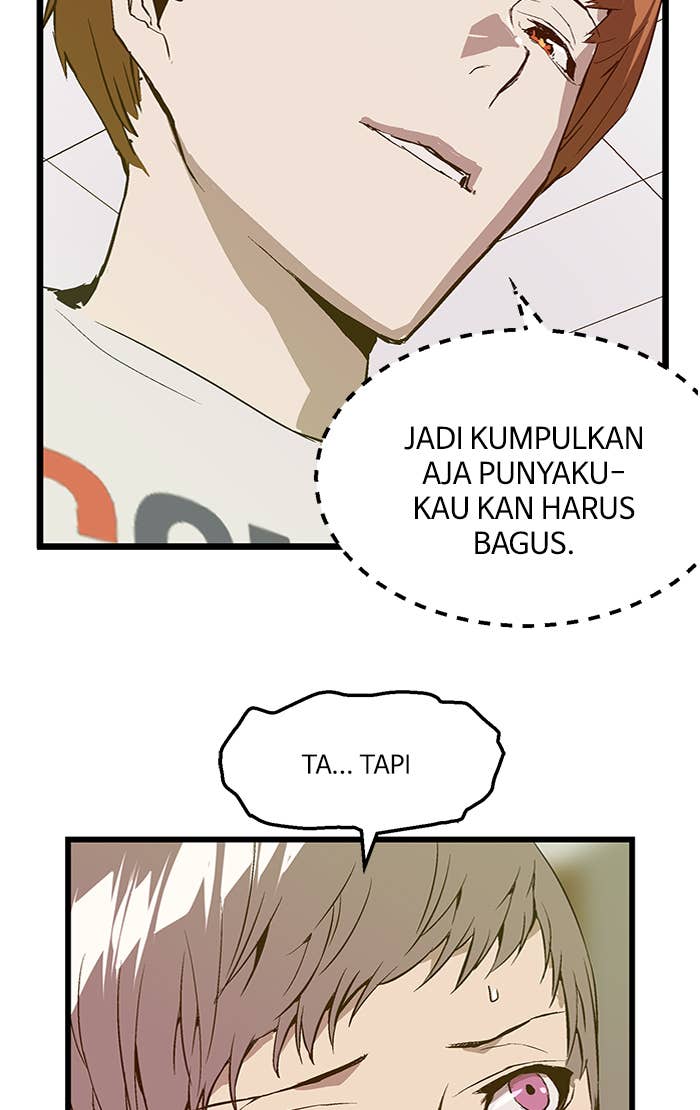 JADI KUMPULKAN
AJA PUNYAKU-
KAU KAN HARUS
BAGUS.
TA... TAPI